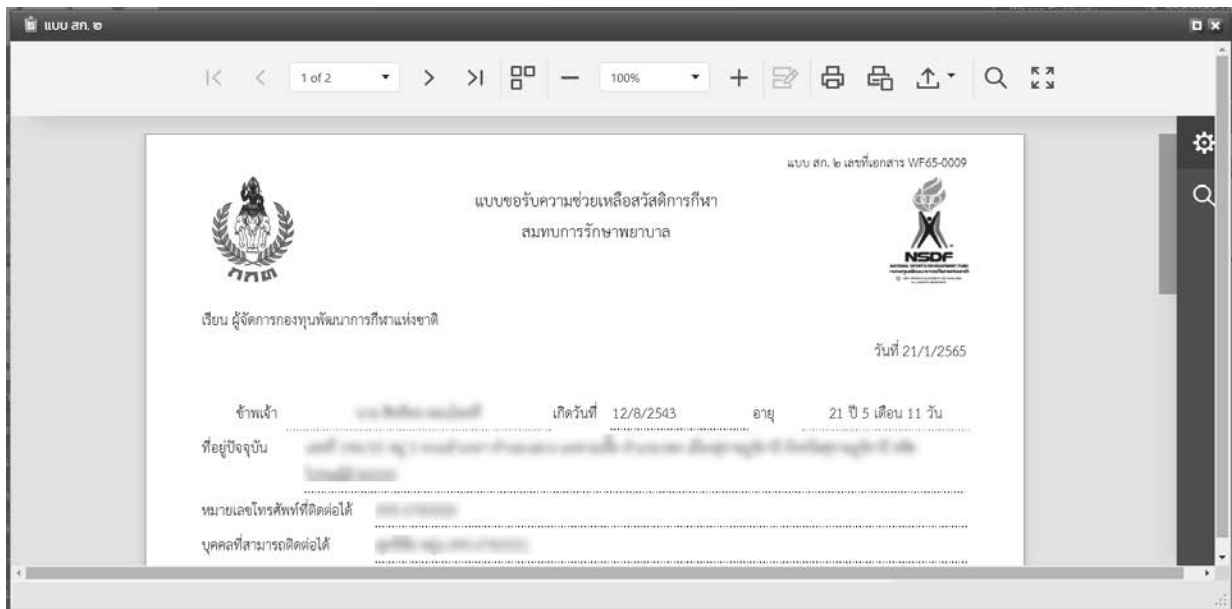 แบบ สก. ๒
1 of 2
100%
แบบ สก. ๒ เลขที่เอกสาร WF65-0009
แบบขอรับความช่วยเหลือสวัสดิการกีฬา
สมทบการรักษาพยาบาล
กกท
NSDF
เรียน ผู้จัดการกองทุนพัฒนาการกีฬาแห่งชาติ
วันที่ 21/1/2565
ข้าพเจ้า เกิดวันที่ 12/8/2543 อายุ 21 ปี 5 เดือน 11 วัน
ที่อยู่ปัจจุบัน
หมายเลขโทรศัพท์ที่ติดต่อได้
บุคคลที่สามารถติดต่อได้